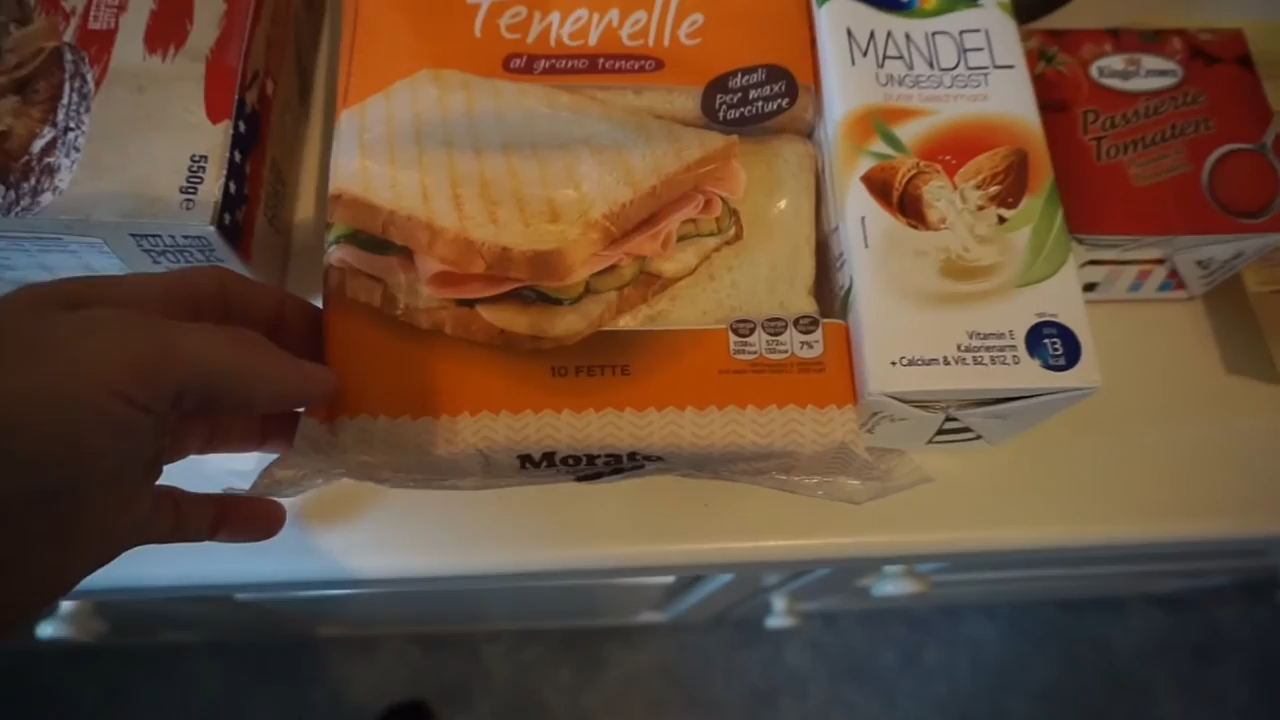 550g e
PULLED
PORK
Tenerelle
al grano tenero
ideali
per maxi
farciture
7%
10 FETTE
Morato
MANDEL
UNGESÜSST
Vitamin E
Kalorienarm
+ Calcium & Vit. B2, B12, D
13
kcal
Passierte
Tomaten